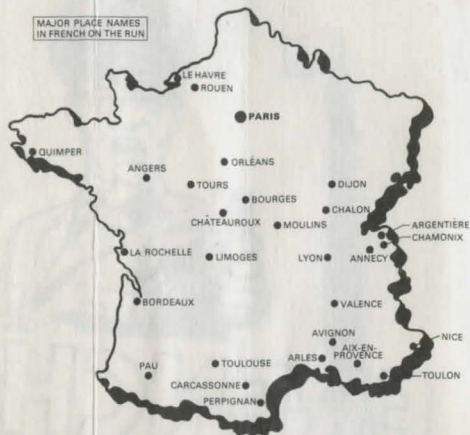 MAJOR PLACE NAMES
IN FRENCH ON THE RUN
LE HAVRE
ROUEN
PARIS
QUIMPER
ORLÉANS
ANGERS
TOURS
DIJON
BOURGES
CHÂTEAUROUX
CHALON
MOULINS
ARGENTIÈRE
CHAMONIX
ANNECY
LA ROCHELLE
LIMOGES
LYON
BORDEAUX
VALENCE
AVIGNON
NICE
ARLES
AIX-EN-
PROVENCE
PAU
TOULOUSE
TOULON
CARCASSONNE
PERPIGNAN